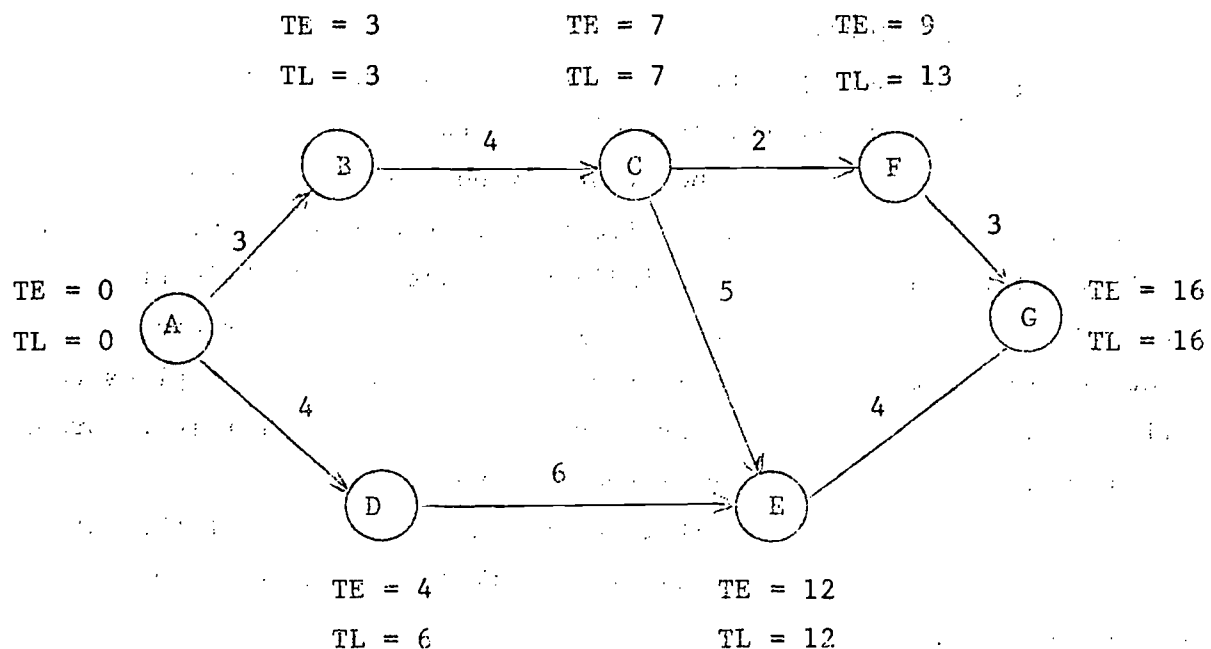 TE = 3
TL = 3
TE = 7
TL = 7
TE = 9
TL = 13
B
4
C
2
F
3
3
TE = 0
TL = 0
A
5
G
TE = 16
TL = 16
4
4
D
6
E
TE = 4
TL = 6
TE = 12
TL = 12